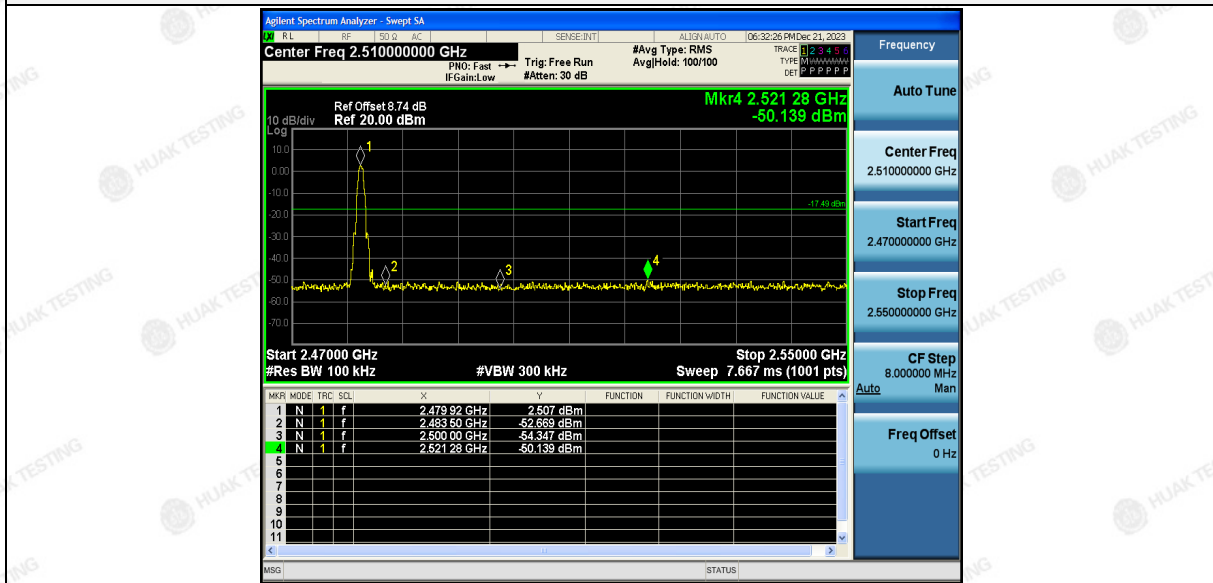 Agilent Spectrum Analyzer - Swept SA
LXI RL RF 50 Ω AC SENSE:INT ALIGN AUTO 06:32:26 PM Dec 21, 2023
Center Freq 2.510000000 GHz
#Avg Type: RMS
TRACE 1 2 3 4 5 6
PNO: Fast
Trig: Free Run
Avg|Hold: 100/100
TYPE M WWWWW
IFGain:Low
#Atten: 30 dB
DET P P P P P P
Mkr4 2.521 28 GHz
-50.139 dBm
Ref Offset 8.74 dB
10 dB/div Ref 20.00 dBm
Log
10.0
0.00
-10.0
-20.0
-30.0
-40.0
-50.0
-60.0
-70.0
1
2
3
4
-17.49 dBm
Start 2.47000 GHz Stop 2.55000 GHz
#Res BW 100 kHz #VBW 300 kHz Sweep 7.667 ms (1001 pts)
MKR MODE TRC SCL X Y FUNCTION FUNCTION WIDTH FUNCTION VALUE
1 N 1 f 2.479 92 GHz 2.507 dBm
2 N 1 f 2.483 50 GHz -52.669 dBm
3 N 1 f 2.500 00 GHz -54.347 dBm
4 N 1 f 2.521 28 GHz -50.139 dBm
5
6
7
8
9
10
11
MSG STATUS
Frequency
Auto Tune
Center Freq
2.510000000 GHz
Start Freq
2.470000000 GHz
Stop Freq
2.550000000 GHz
CF Step
8.000000 MHz
Auto Man
Freq Offset
0 Hz
HUAK TESTING
HUAK TESTING
HUAK TESTING
HUAK TESTING